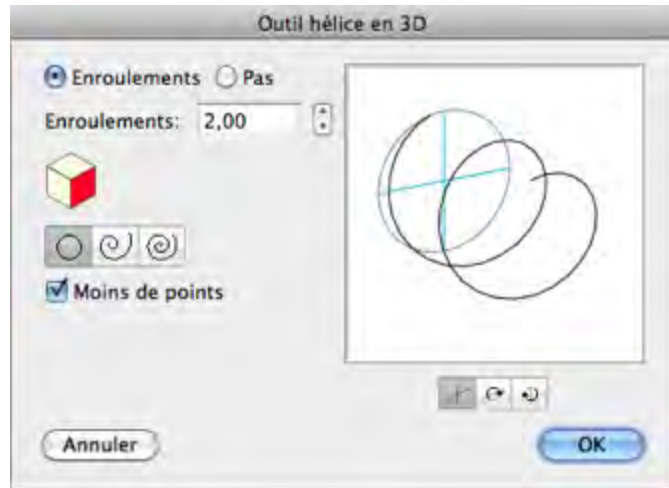 Outil hélice en 3D
Enroulements Pas
Enroulements: 2,00
Moins de points
Annuler OK